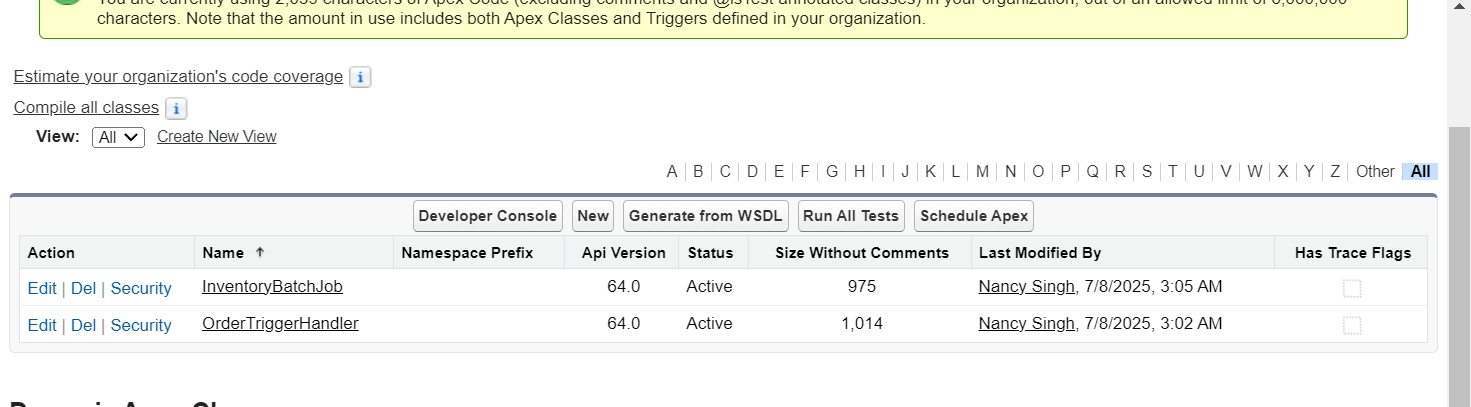 You are currently using 2,039 characters of Apex Code (excluding comments and @isTest annotated classes) in your organization, out of an allowed limit of 6,000,000
characters. Note that the amount in use includes both Apex Classes and Triggers defined in your organization.
Estimate your organization's code coverage i
Compile all classes i
View: All Create New View
A B C D E F G H I J K L M N O P Q R S T U V W X Y Z Other All
Developer Console New Generate from WSDL Run All Tests Schedule Apex
Action Name ↑ Namespace Prefix Api Version Status Size Without Comments Last Modified By Has Trace Flags
Edit | Del | Security InventoryBatchJob 64.0 Active 975 Nancy Singh, 7/8/2025, 3:05 AM
Edit | Del | Security OrderTriggerHandler 64.0 Active 1,014 Nancy Singh, 7/8/2025, 3:02 AM